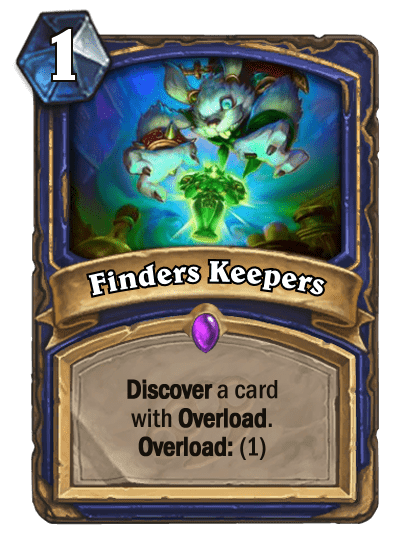 1
Finders Keepers
Discover a card
with Overload.
Overload: (1)